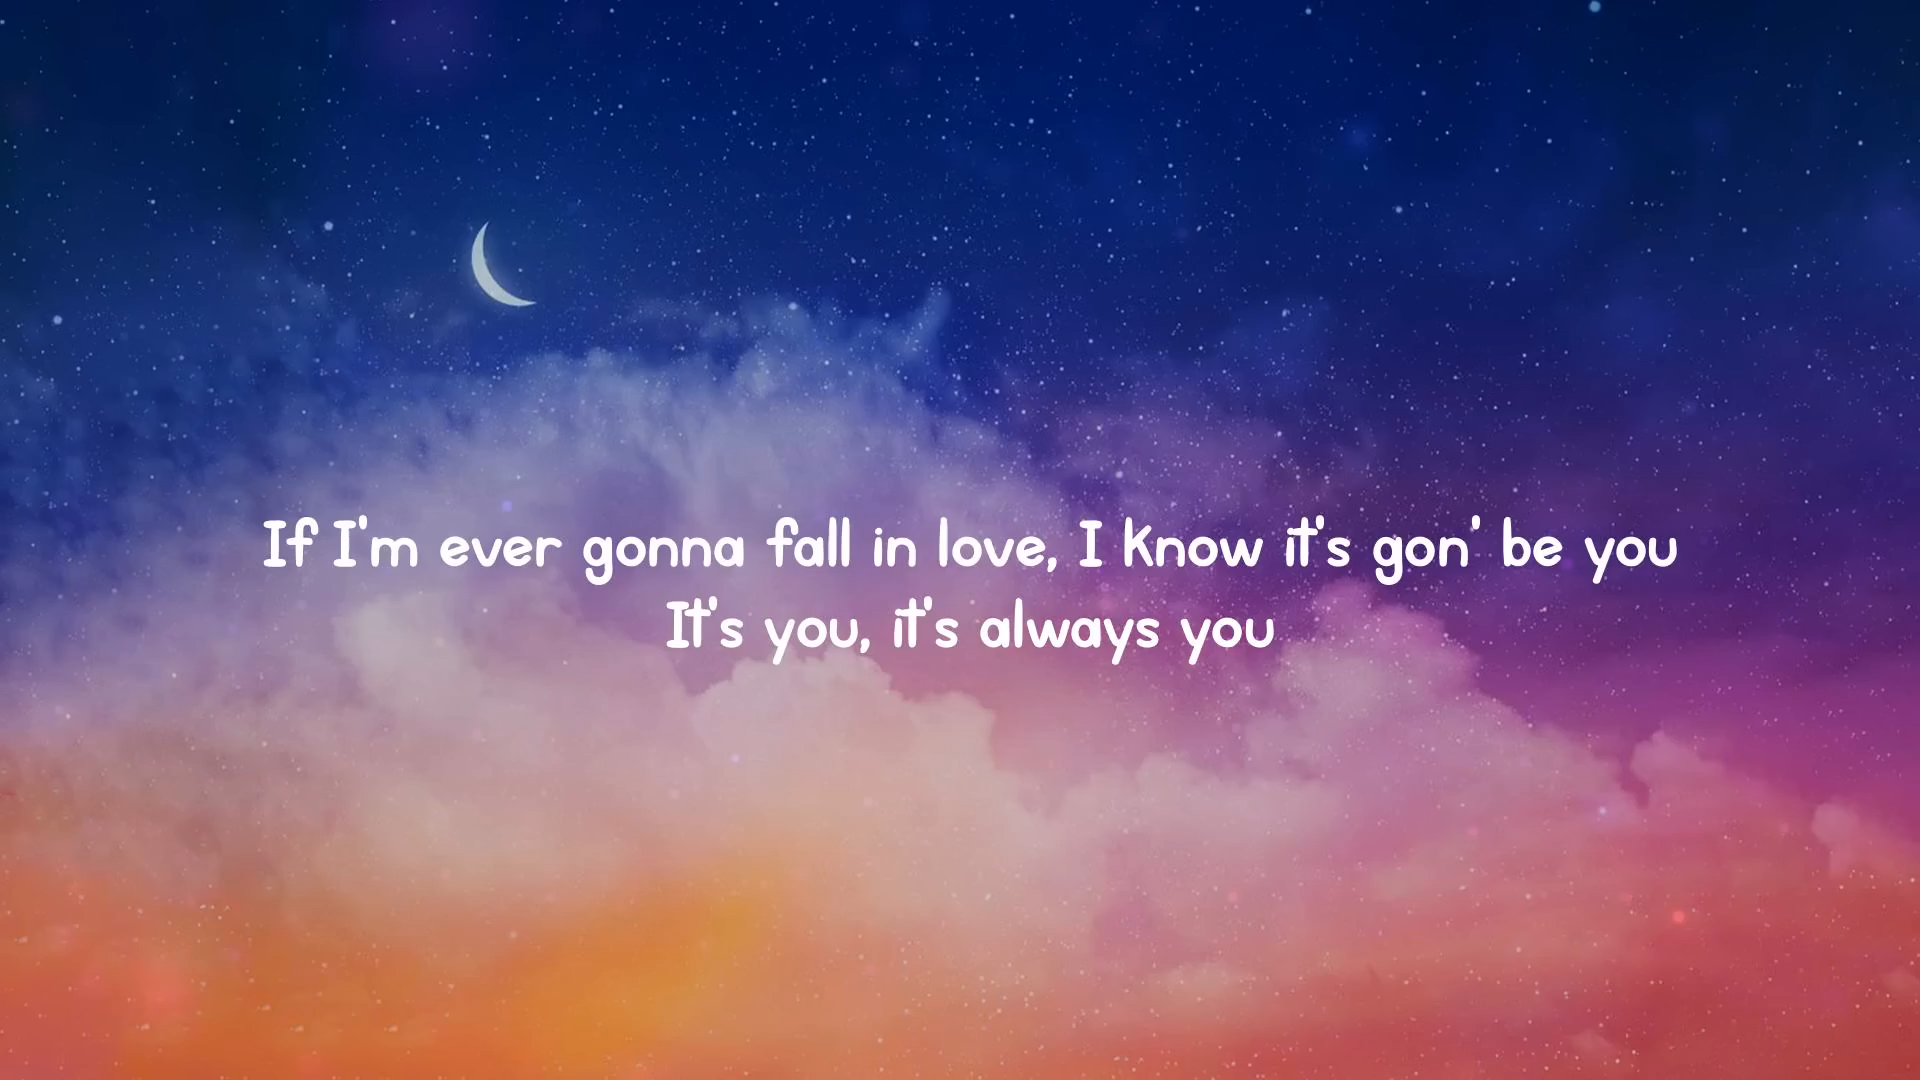 If I'm ever gonna fall in love, I know it's gon' be you
It's you, it's always you